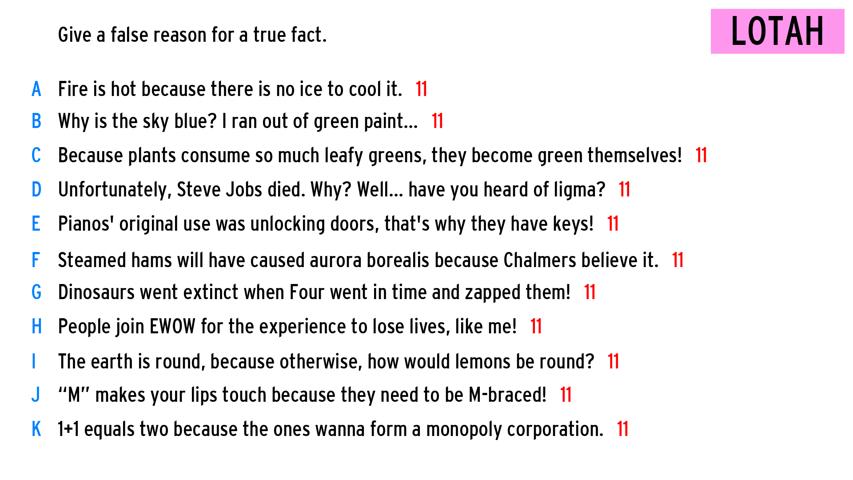 Give a false reason for a true fact.
LOTAH
A Fire is hot because there is no ice to cool it. 11
B Why is the sky blue? I ran out of green paint... 11
C Because plants consume so much leafy greens, they become green themselves! 11
D Unfortunately, Steve Jobs died. Why? Well... have you heard of ligma? 11
E Pianos' original use was unlocking doors, that's why they have keys! 11
F Steamed hams will have caused aurora borealis because Chalmers believe it. 11
G Dinosaurs went extinct when Four went in time and zapped them! 11
H People join EWOW for the experience to lose lives, like me! 11
I The earth is round, because otherwise, how would lemons be round? 11
J “M” makes your lips touch because they need to be M-braced! 11
K 1+1 equals two because the ones wanna form a monopoly corporation. 11